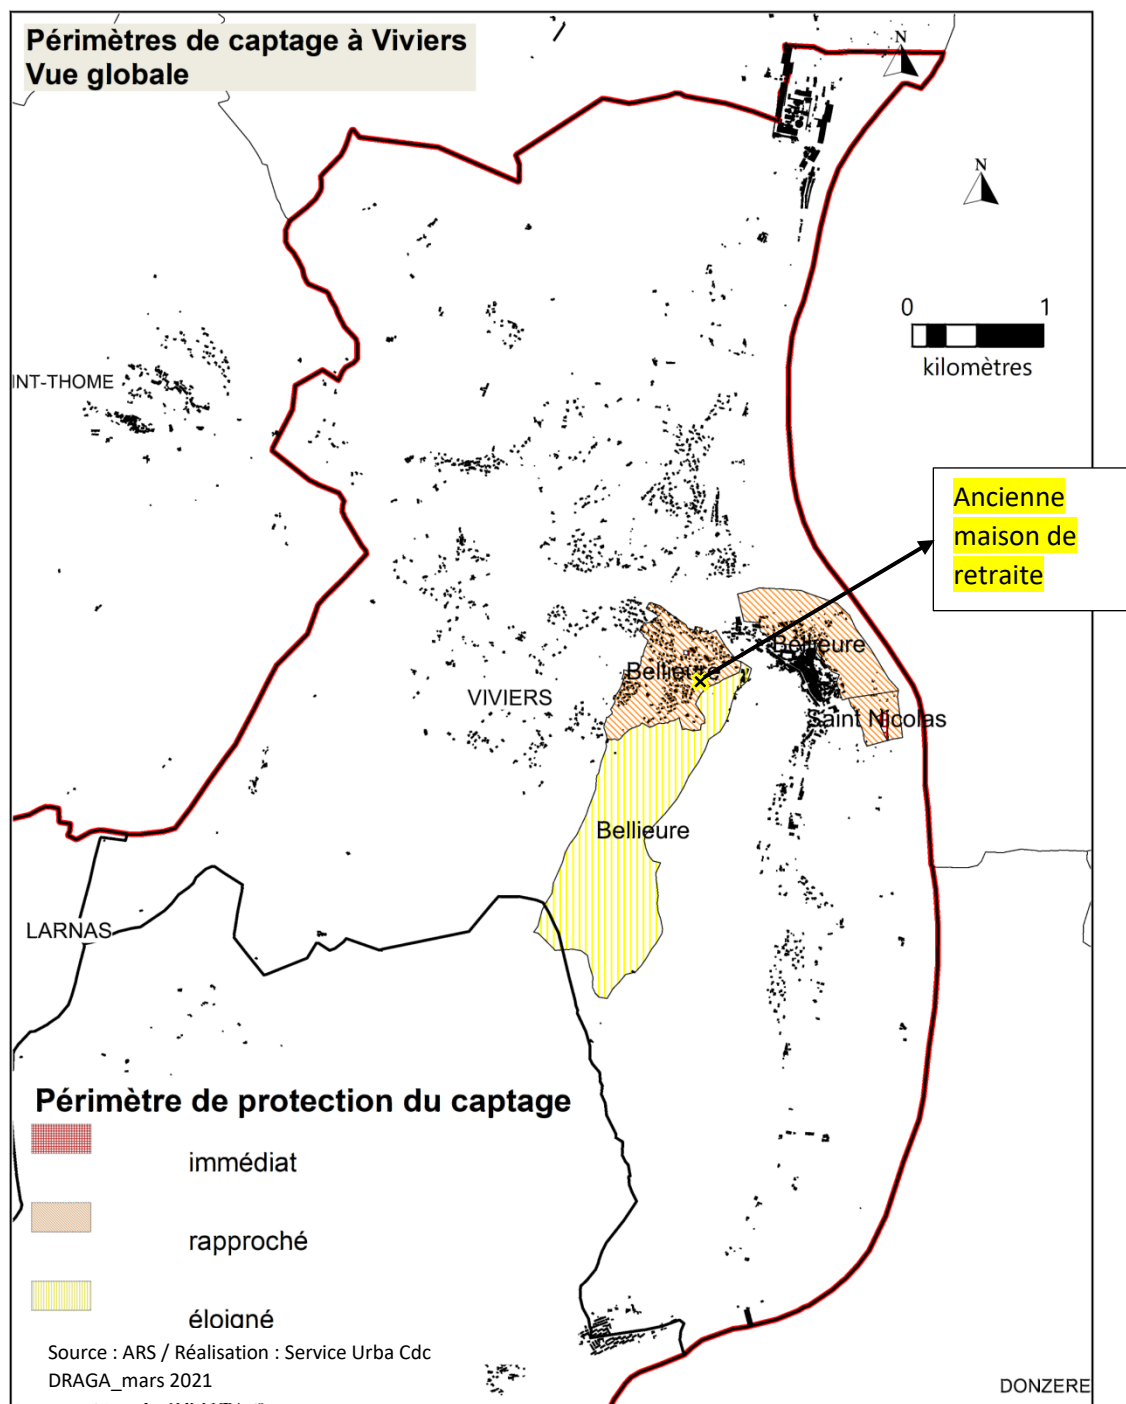 Périmètres de captage à Viviers
Vue globale
N
N
0 1
kilomètres
INT-THOME
Ancienne
maison de
retraite
Bellieure
Bellieure
VIVIERS
Saint Nicolas
Bellieure
LARNAS
Périmètre de protection du captage
immédiat
rapproché
éloigné
Source : ARS / Réalisation : Service Urba Cdc
DRAGA_mars 2021
DONZERE